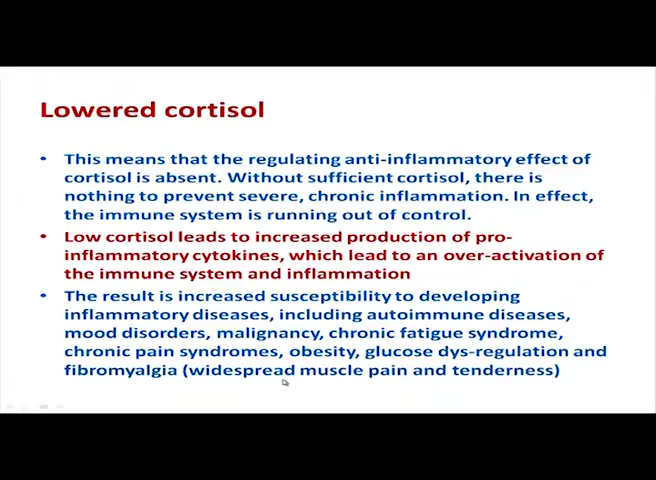 Lowered cortisol
• This means that the regulating anti-inflammatory effect of
cortisol is absent. Without sufficient cortisol, there is
nothing to prevent severe, chronic inflammation. In effect,
the immune system is running out of control.
• Low cortisol leads to increased production of pro-
inflammatory cytokines, which lead to an over-activation of
the immune system and inflammation
• The result is increased susceptibility to developing
inflammatory diseases, including autoimmune diseases,
mood disorders, malignancy, chronic fatigue syndrome,
chronic pain syndromes, obesity, glucose dys-regulation and
fibromyalgia (widespread muscle pain and tenderness)